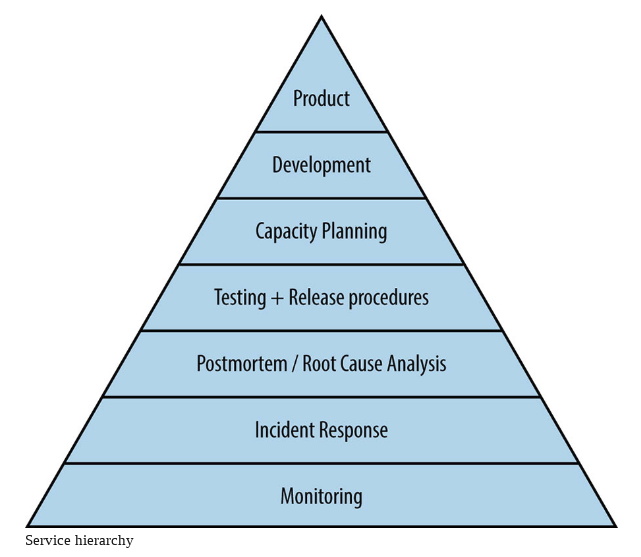 Product
Development
Capacity Planning
Testing + Release procedures
Postmortem / Root Cause Analysis
Incident Response
Monitoring
Service hierarchy